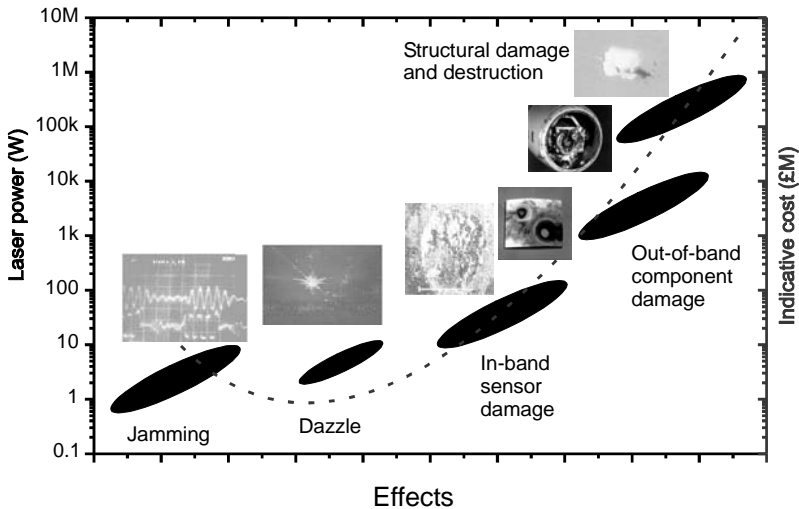 10M
1M
100k
10k
1k
100
10
1
0.1
Laser power (W)
Structural damage
and destruction
Out-of-band
component
damage
In-band
sensor
damage
Dazzle
Jamming
Effects
Indicative cost (£M)